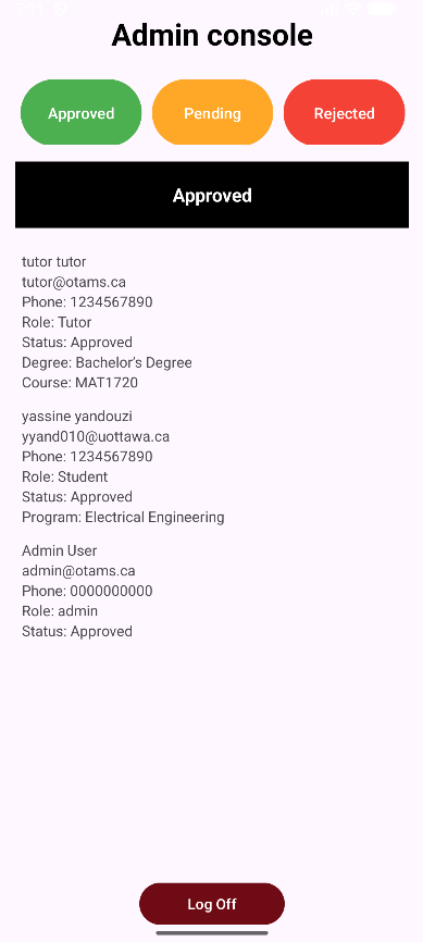 Admin console
Approved
Pending
Rejected
Approved
tutor tutor
tutor@otams.ca
Phone: 1234567890
Role: Tutor
Status: Approved
Degree: Bachelor's Degree
Course: MAT1720
yassine yandouzi
yyand010@uottawa.ca
Phone: 1234567890
Role: Student
Status: Approved
Program: Electrical Engineering
Admin User
admin@otams.ca
Phone: 0000000000
Role: admin
Status: Approved
Log Off